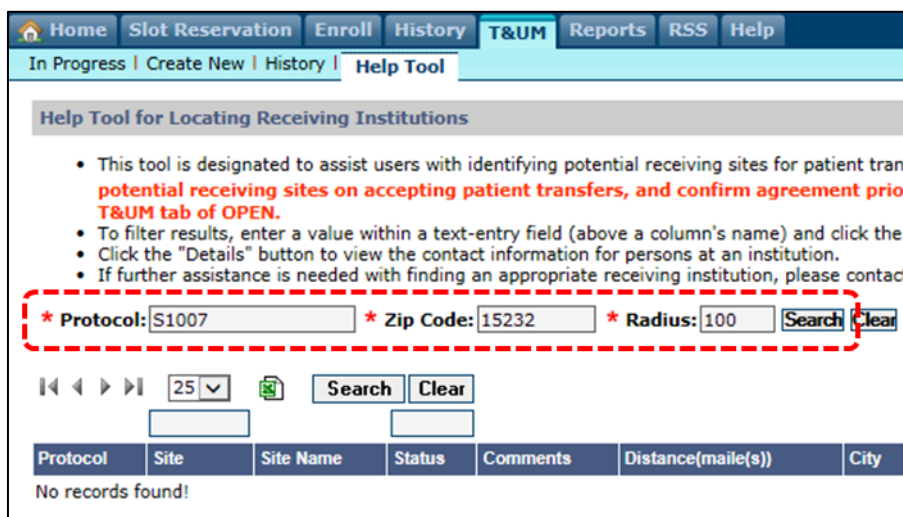 Home Slot Reservation Enroll History T&UM Reports RSS Help
In Progress | Create New | History | Help Tool
Help Tool for Locating Receiving Institutions
• This tool is designated to assist users with identifying potential receiving sites for patient tran
potential receiving sites on accepting patient transfers, and confirm agreement prio
T&UM tab of OPEN.
• To filter results, enter a value within a text-entry field (above a column's name) and click the
• Click the "Details" button to view the contact information for persons at an institution.
• If further assistance is needed with finding an appropriate receiving institution, please contac
* Protocol: S1007 * Zip Code: 15232 * Radius: 100 Search Clear
25 Search Clear
Protocol Site Site Name Status Comments Distance(maile(s)) City
No records found!